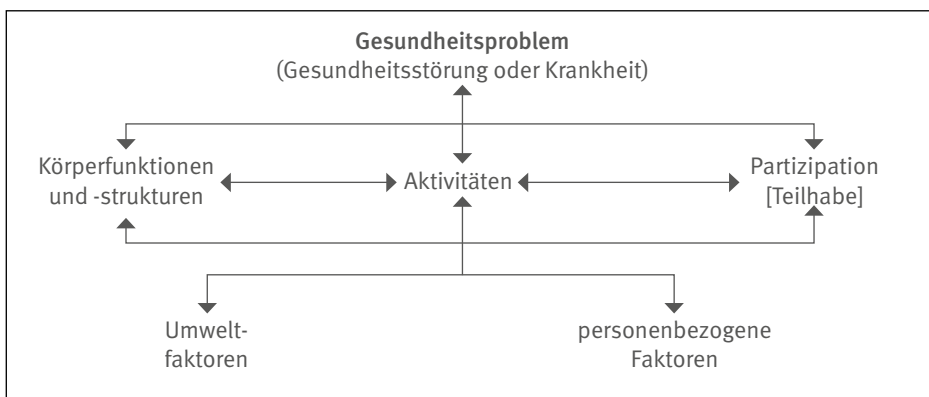 Gesundheitsproblem
(Gesundheitsstörung oder Krankheit)
Körperfunktionen
und -strukturen
Aktivitäten
Partizipation
[Teilhabe]
Umwelt-
faktoren
personenbezogene
Faktoren